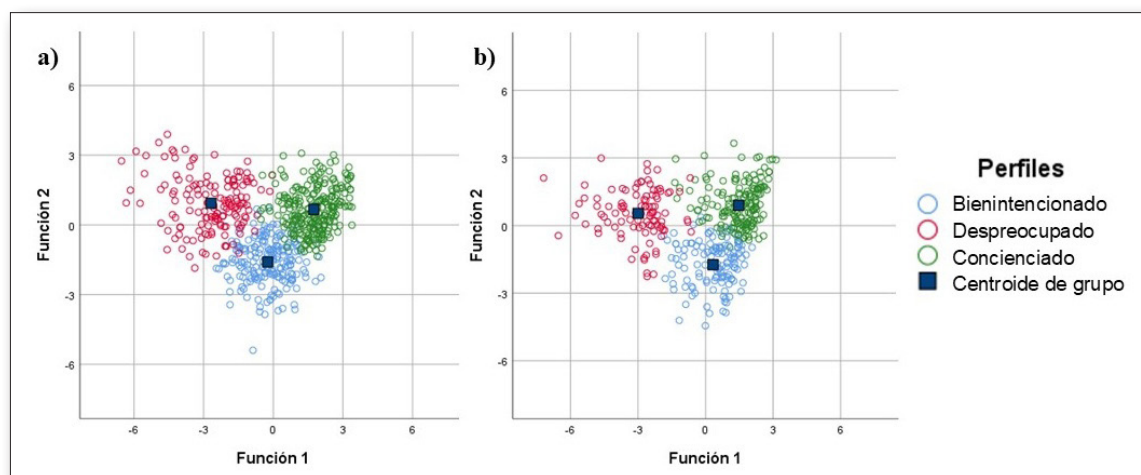 a)
6
3
0
-3
-6
Función 2
-6
-3
0
3
6
Función 1
b)
6
3
0
-3
-6
Función 2
-6
-3
0
3
6
Función 1
Perfiles
Bienintencionado
Despreocupado
Concienciado
Centroide de grupo